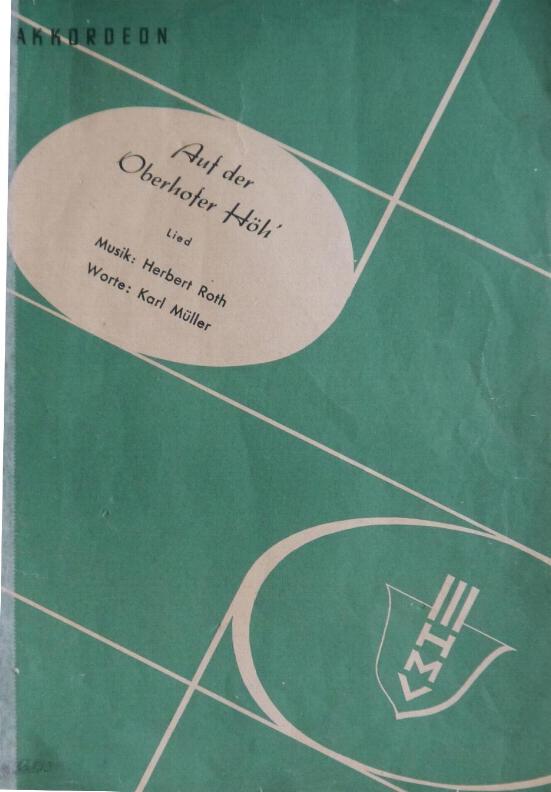 AKKORDEON
Auf der
Oberhofer Höh'
Lied
Musik: Herbert Roth
Worte: Karl Müller